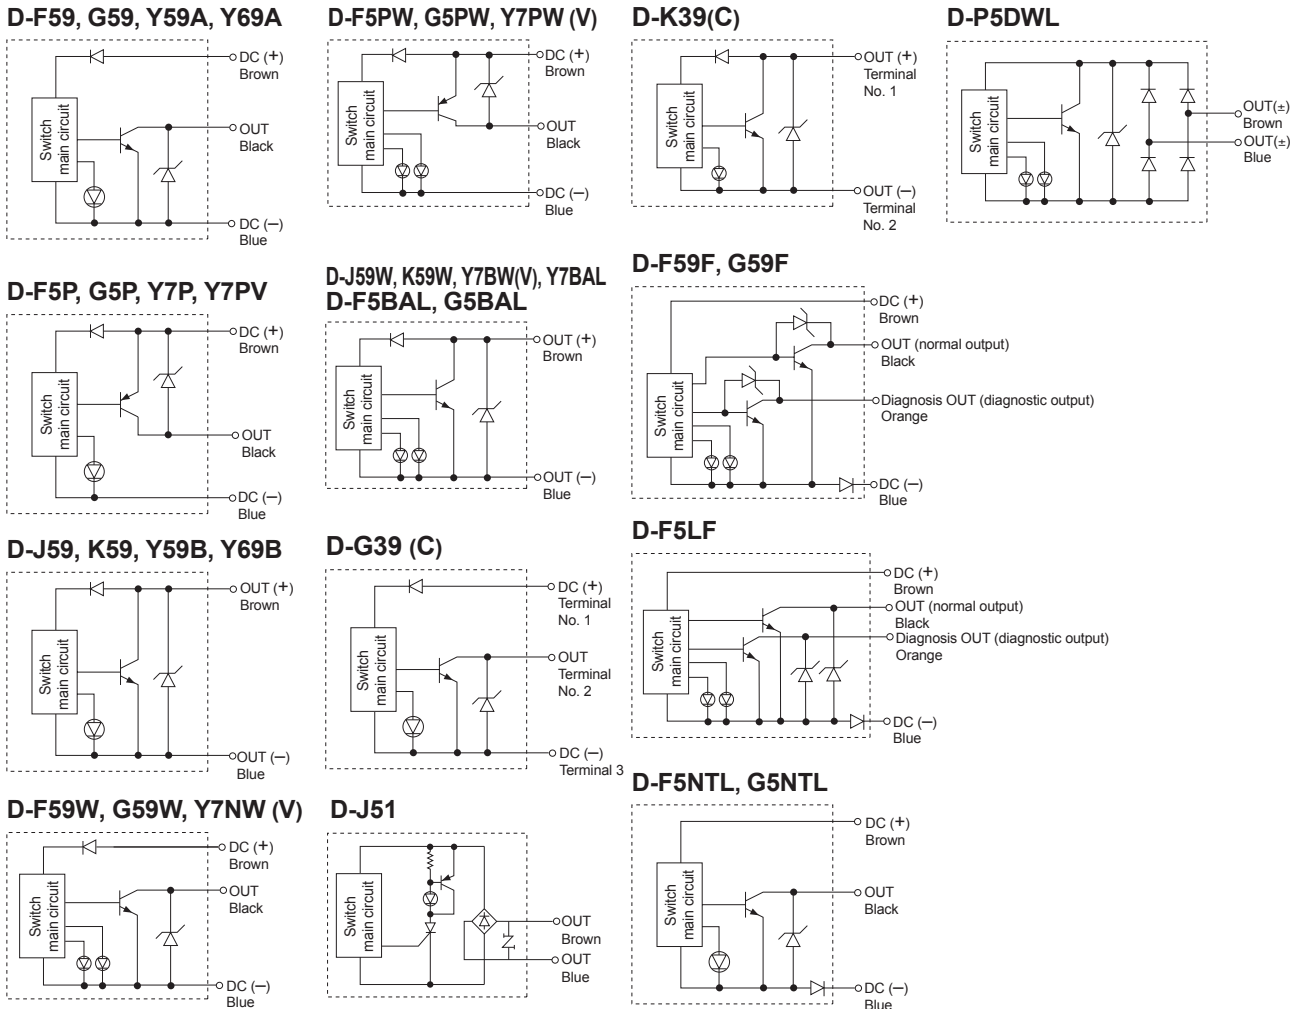 D-F59, G59, Y59A, Y69A
Switch
main circuit
DC (+)
Brown
OUT
Black
DC (−)
Blue
D-F5P, G5P, Y7P, Y7PV
Switch
main circuit
DC (+)
Brown
OUT
Black
DC (−)
Blue
D-J59, K59, Y59B, Y69B
Switch
main circuit
OUT (+)
Brown
OUT (−)
Blue
D-F59W, G59W, Y7NW (V)
Switch
main circuit
DC (+)
Brown
OUT
Black
DC (−)
Blue
D-F5PW, G5PW, Y7PW (V)
Switch
main circuit
DC (+)
Brown
OUT
Black
DC (−)
Blue
D-J59W, K59W, Y7BW(V), Y7BAL
D-F5BAL, G5BAL
Switch
main circuit
OUT (+)
Brown
OUT (−)
Blue
D-G39 (C)
Switch
main circuit
DC (+)
Terminal
No. 1
OUT
Terminal
No. 2
DC (−)
Terminal 3
D-J51
Switch
main circuit
OUT
Brown
OUT
Blue
D-K39(C)
Switch
main circuit
OUT (+)
Terminal
No. 1
OUT (−)
Terminal
No. 2
D-F59F, G59F
Switch
main circuit
DC (+)
Brown
OUT (normal output)
Black
Diagnosis OUT (diagnostic output)
Orange
DC (−)
Blue
D-F5LF
Switch
main circuit
DC (+)
Brown
OUT (normal output)
Black
Diagnosis OUT (diagnostic output)
Orange
DC (−)
Blue
D-F5NTL, G5NTL
Switch
main circuit
DC (+)
Brown
OUT
Black
DC (−)
Blue
D-P5DWL
Switch
main circuit
OUT(±)
Brown
OUT(±)
Blue